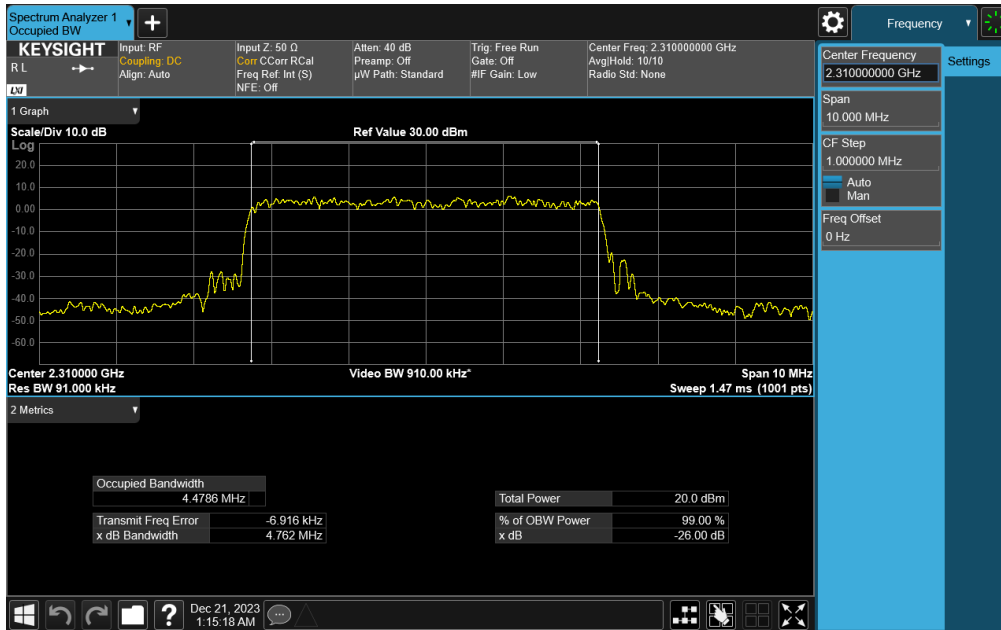 Spectrum Analyzer 1
Occupied BW
Frequency
KEYSIGHT
R L
LXI
Input: RF
Coupling: DC
Align: Auto
Input Z: 50 Ω
Corr CCorr RCal
Freq Ref: Int (S)
NFE: Off
Atten: 40 dB
Preamp: Off
µW Path: Standard
Trig: Free Run
Gate: Off
#IF Gain: Low
Center Freq: 2.310000000 GHz
Avg|Hold: 10/10
Radio Std: None
Center Frequency
2.310000000 GHz
Settings
Span
10.000 MHz
CF Step
1.000000 MHz
Auto
Man
Freq Offset
0 Hz
1 Graph
Scale/Div 10.0 dB
Ref Value 30.00 dBm
Log
20.0
10.0
0.00
-10.0
-20.0
-30.0
-40.0
-50.0
-60.0
Center 2.310000 GHz
Video BW 910.00 kHz*
Span 10 MHz
Res BW 91.000 kHz
Sweep 1.47 ms (1001 pts)
2 Metrics
Occupied Bandwidth
4.4786 MHz
Total Power 20.0 dBm
Transmit Freq Error -6.916 kHz
% of OBW Power 99.00 %
x dB Bandwidth 4.762 MHz
x dB -26.00 dB
?
Dec 21, 2023
1:15:18 AM